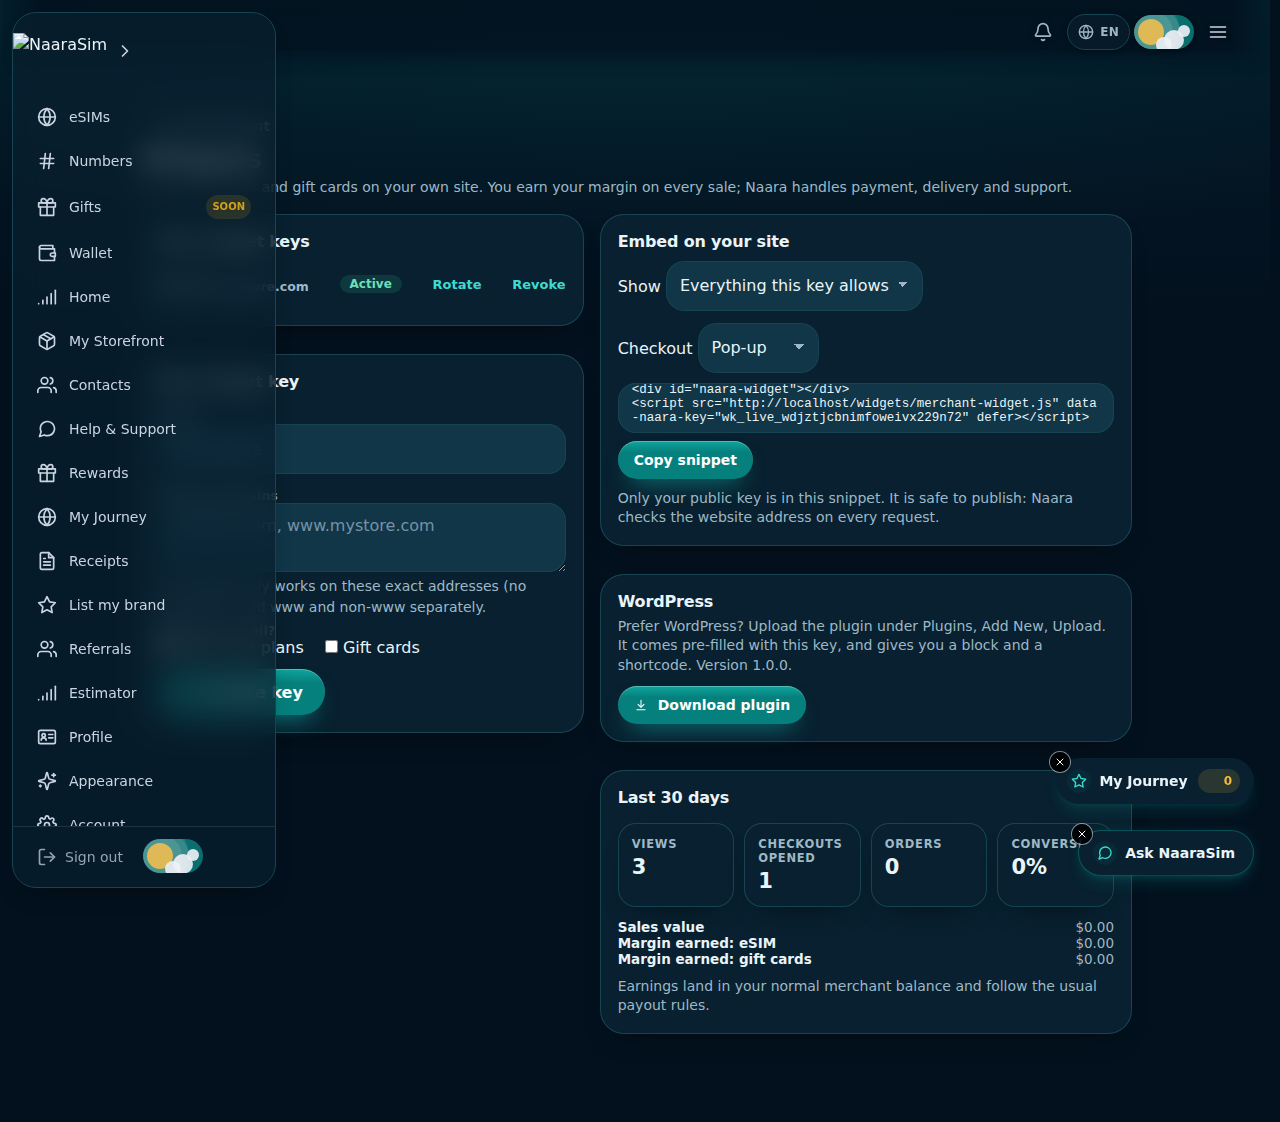 NaaraSim
EN
eSIMs
Numbers
Gifts SOON
Wallet
Home
My Storefront
Contacts
Help & Support
Rewards
My Journey
Receipts
List my brand
Referrals
Estimator
Profile
Appearance
Account
Sign out
and gift cards on your own site. You earn your margin on every sale; Naara handles payment, delivery and support.
keys
.com Active Rotate Revoke
key
, www.mystore.com
works on these exact addresses (no
www and non-www separately.
plans Gift cards
key
Embed on your site
Show Everything this key allows
Checkout Pop-up
<div id="naara-widget"></div>
<script src="http://localhost/widgets/merchant-widget.js" data
-naara-key="wk_live_wdjztjcbnimfoweivx229n72" defer></script>
Copy snippet
Only your public key is in this snippet. It is safe to publish: Naara
checks the website address on every request.
WordPress
Prefer WordPress? Upload the plugin under Plugins, Add New, Upload.
It comes pre-filled with this key, and gives you a block and a
shortcode. Version 1.0.0.
Download plugin
Last 30 days
VIEWS
3
CHECKOUTS
OPENED
1
ORDERS
0
CONVERS
0%
Sales value $0.00
Margin earned: eSIM $0.00
Margin earned: gift cards $0.00
Earnings land in your normal merchant balance and follow the usual
payout rules.
My Journey 0
Ask NaaraSim